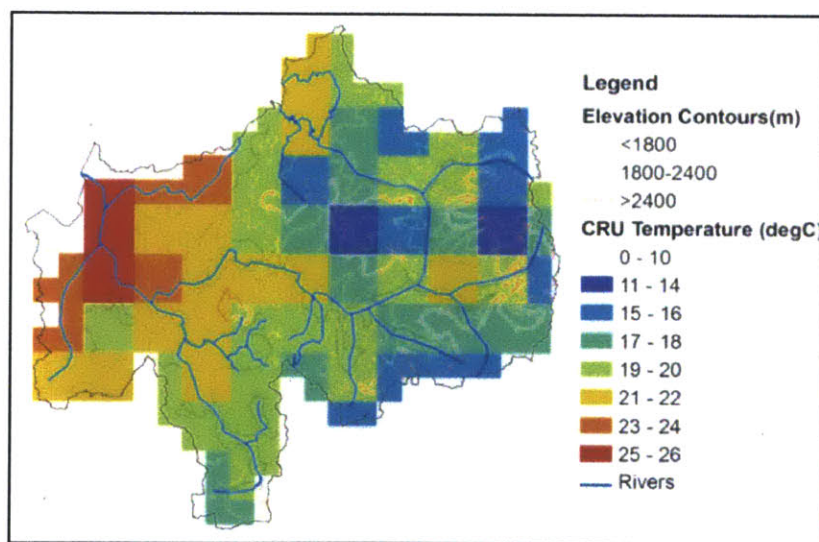 Legend
Elevation Contours(m)
<1800
1800-2400
>2400
CRU Temperature (degC)
0 - 10
11 - 14
15 - 16
17 - 18
19 - 20
21 - 22
23 - 24
25 - 26
Rivers